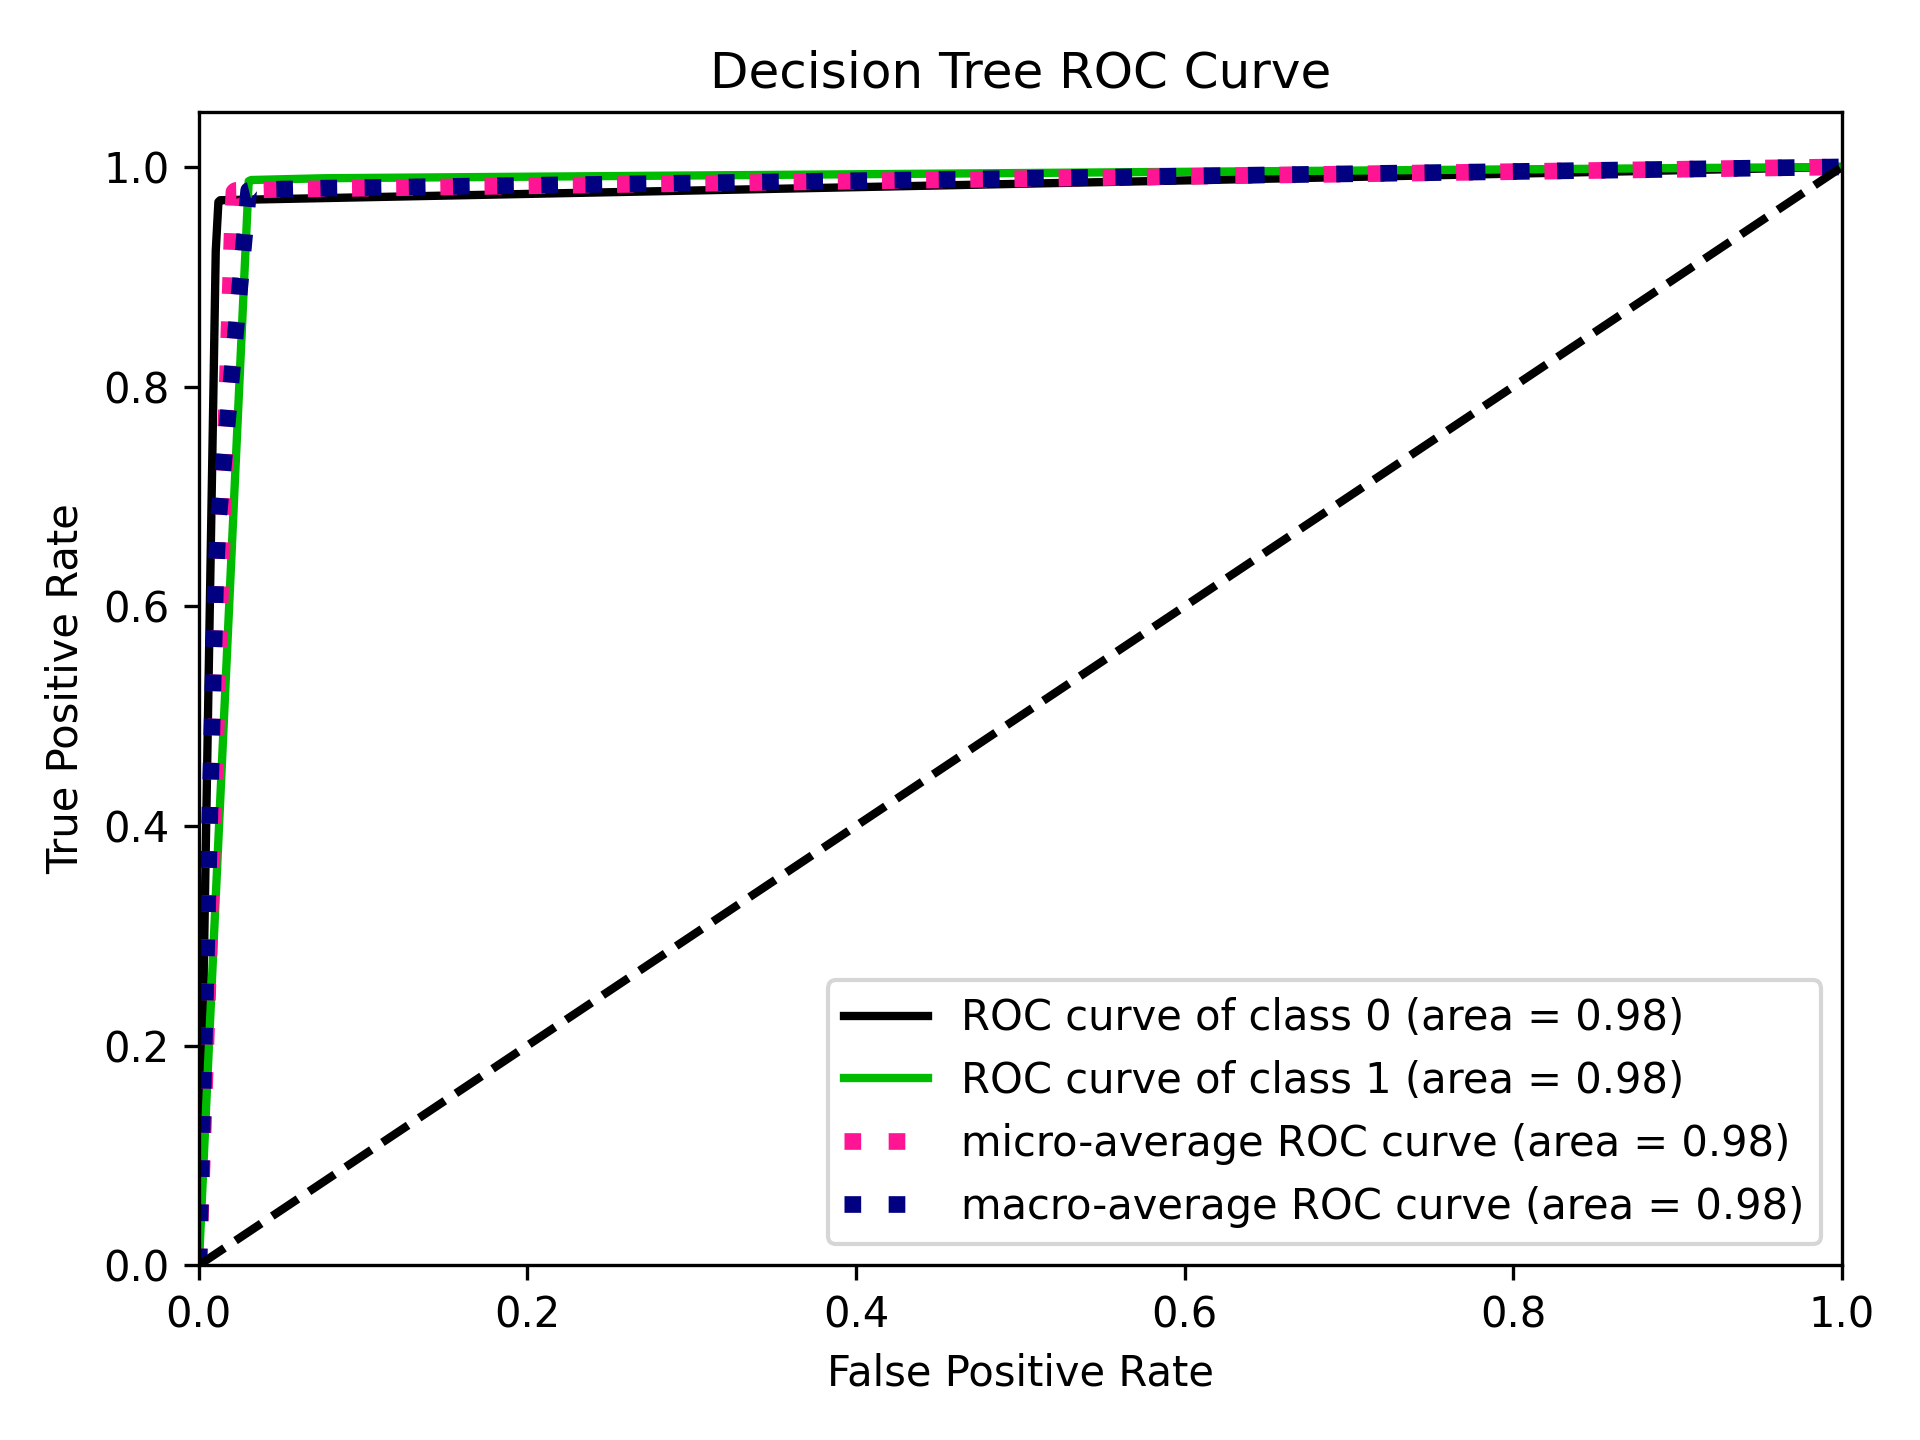 Decision Tree ROC Curve
1.0
0.8
0.6
0.4
0.2
0.0
True Positive Rate
ROC curve of class 0 (area = 0.98)
ROC curve of class 1 (area = 0.98)
micro-average ROC curve (area = 0.98)
macro-average ROC curve (area = 0.98)
0.0 0.2 0.4 0.6 0.8 1.0
False Positive Rate